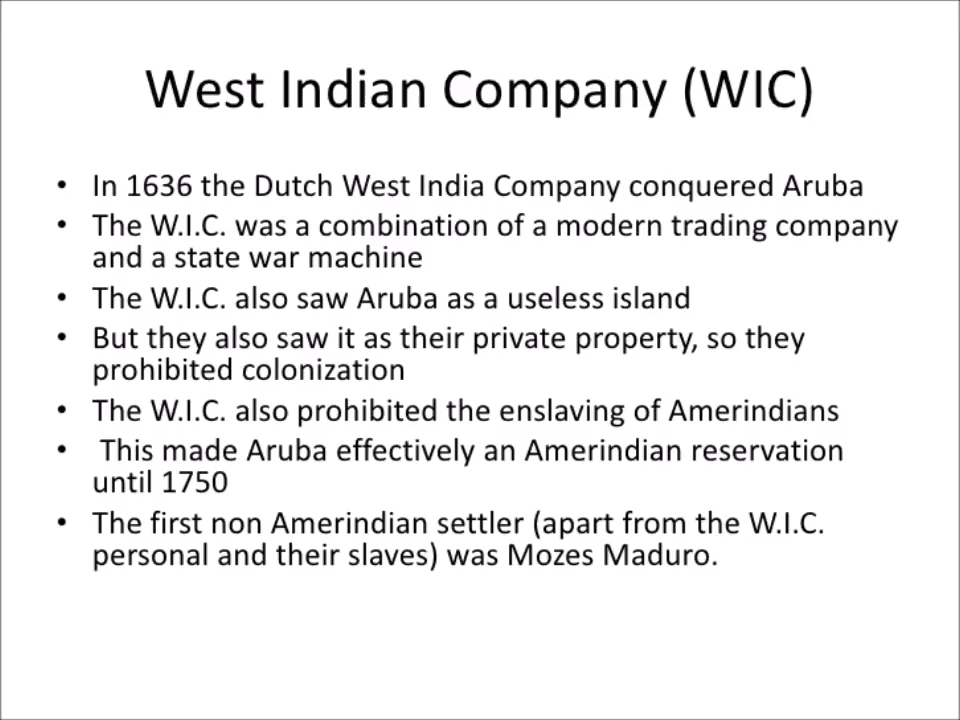 West Indian Company (WIC)
• In 1636 the Dutch West India Company conquered Aruba
• The W.I.C. was a combination of a modern trading company
and a state war machine
• The W.I.C. also saw Aruba as a useless island
• But they also saw it as their private property, so they
prohibited colonization
• The W.I.C. also prohibited the enslaving of Amerindians
• This made Aruba effectively an Amerindian reservation
until 1750
• The first non Amerindian settler (apart from the W.I.C.
personal and their slaves) was Mozes Maduro.